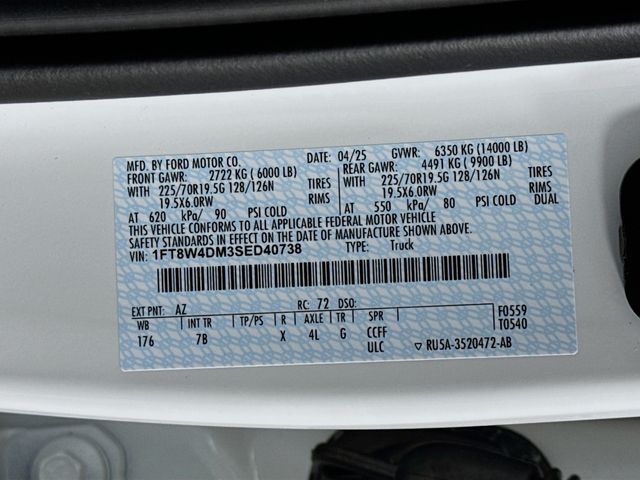 MFD. BY FORD MOTOR CO.
DATE: 04/25 GVWR: 6350 KG (14000 LB)
FRONT GAWR: 2722 KG (6000 LB)
REAR GAWR: 4491 KG (9900 LB)
WITH 225/70R19.5G 128/126N TIRES
WITH 225/70R19.5G 128/126N TIRES
19.5X6.0RW RIMS
19.5X6.0RW RIMS
AT 620 kPa/ 90 PSI COLD
AT 550 kPa/ 80 PSI COLD DUAL
THIS VEHICLE CONFORMS TO ALL APPLICABLE FEDERAL MOTOR VEHICLE
SAFETY STANDARDS IN EFFECT ON THE DATE OF MANUFACTURE SHOWN ABOVE.
VIN: 1FT8W4DM3SED40738 TYPE: Truck
EXT PNT: AZ RC: 72 DSO:
WB INT TR TP/PS R AXLE TR SPR F0559
176 7B X 4L G CCFF T0540
ULC ▽ RU5A-3520472-AB